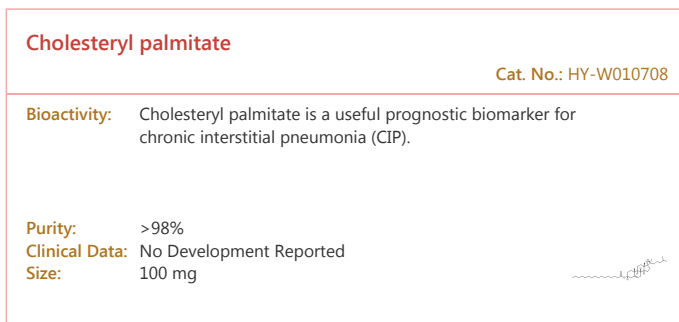 Cholesteryl palmitate
Cat. No.: HY-W010708
Bioactivity: Cholesteryl palmitate is a useful prognostic biomarker for
chronic interstitial pneumonia (CIP).
Purity: >98%
Clinical Data: No Development Reported
Size: 100 mg